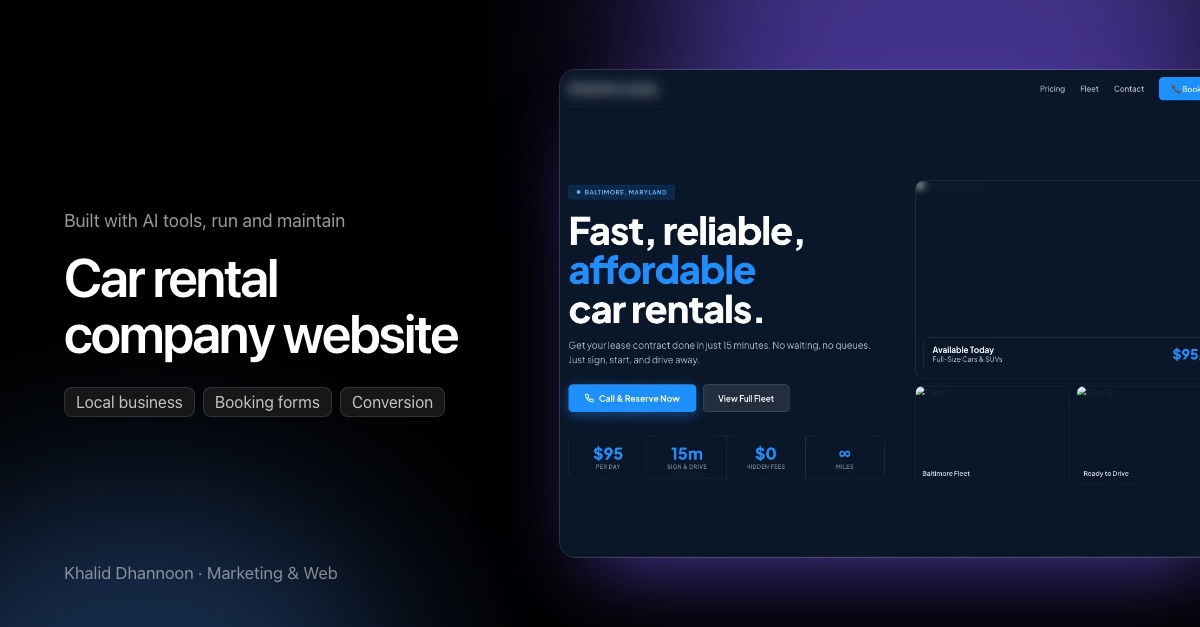 Built with AI tools, run and maintain
Car rental
company website
Local business
Booking forms
Conversion
Khalid Dhannoon · Marketing & Web
Pricing
Fleet
Contact
BALTIMORE, MARYLAND
Fast, reliable,
affordable
car rentals.
Get your lease contract done in just 15 minutes. No waiting, no queues.
Just sign, start, and drive away.
Call & Reserve Now
View Full Fleet
$95
PER DAY
15m
SIGN & DRIVE
$0
HIDDEN FEES
∞
MILES
Available Today
Full-Size Cars & SUVs
$95
Baltimore Fleet
Ready to Drive